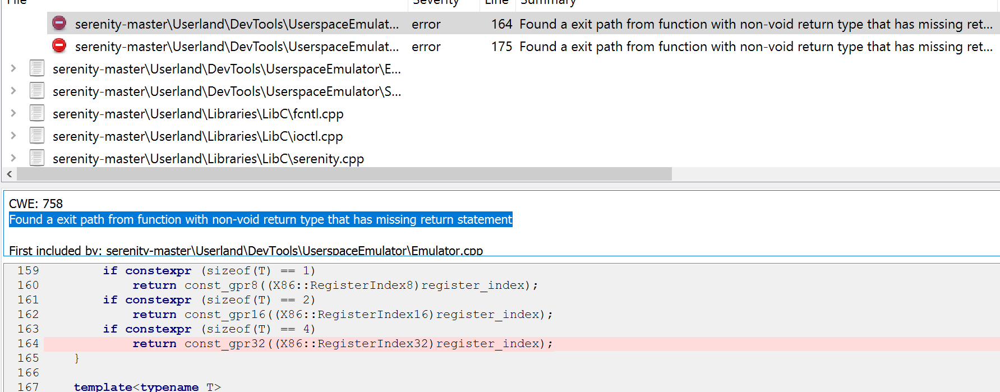 File Severity Line Summary
serenity-master\Userland\DevTools\UserspaceEmulat... error 164 Found a exit path from function with non-void return type that has missing ret...
serenity-master\Userland\DevTools\UserspaceEmulat... error 175 Found a exit path from function with non-void return type that has missing ret...
serenity-master\Userland\DevTools\UserspaceEmulator\E...
serenity-master\Userland\DevTools\UserspaceEmulator\S...
serenity-master\Userland\Libraries\LibC\fcntl.cpp
serenity-master\Userland\Libraries\LibC\ioctl.cpp
serenity-master\Userland\Libraries\LibC\serenity.cpp
CWE: 758
Found a exit path from function with non-void return type that has missing return statement
First included by: serenity-master\Userland\DevTools\UserspaceEmulator\Emulator.cpp
159 if constexpr (sizeof(T) == 1)
160 return const_gpr8((X86::RegisterIndex8)register_index);
161 if constexpr (sizeof(T) == 2)
162 return const_gpr16((X86::RegisterIndex16)register_index);
163 if constexpr (sizeof(T) == 4)
164 return const_gpr32((X86::RegisterIndex32)register_index);
165 }
166
167 template<typename T>